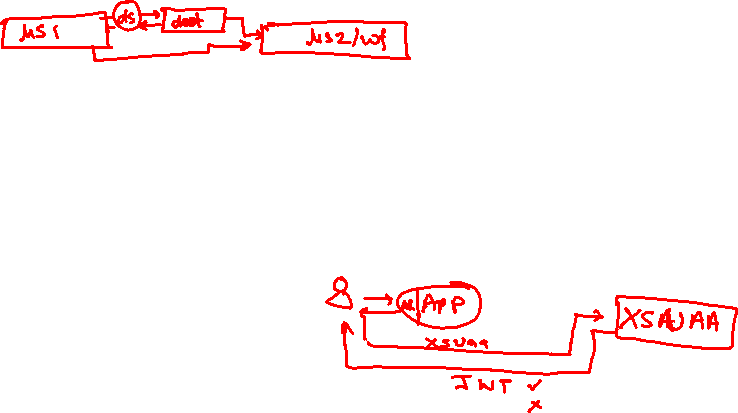 MS1
ds
dest
MS2/Wf
App
XSUAA
xsuaa
JWT ✓
x